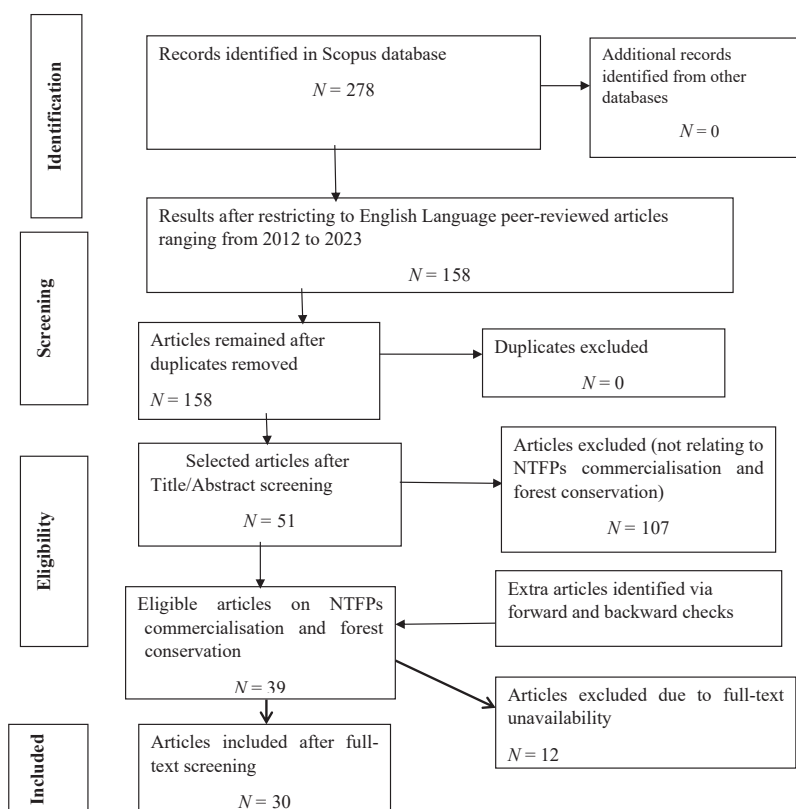 Identification
Records identified in Scopus database
N = 278
Additional records
identified from other
databases
N = 0
Results after restricting to English Language peer-reviewed articles
ranging from 2012 to 2023
N = 158
Screening
Articles remained after
duplicates removed
N = 158
Duplicates excluded
N = 0
Eligibility
Selected articles after
Title/Abstract screening
N = 51
Articles excluded (not relating to
NTFPs commercialisation and
forest conservation)
N = 107
Eligible articles on NTFPs
commercialisation and forest
conservation
N = 39
Extra articles identified via
forward and backward checks
Articles excluded due to full-text
unavailability
N = 12
Included
Articles included after full-
text screening
N = 30